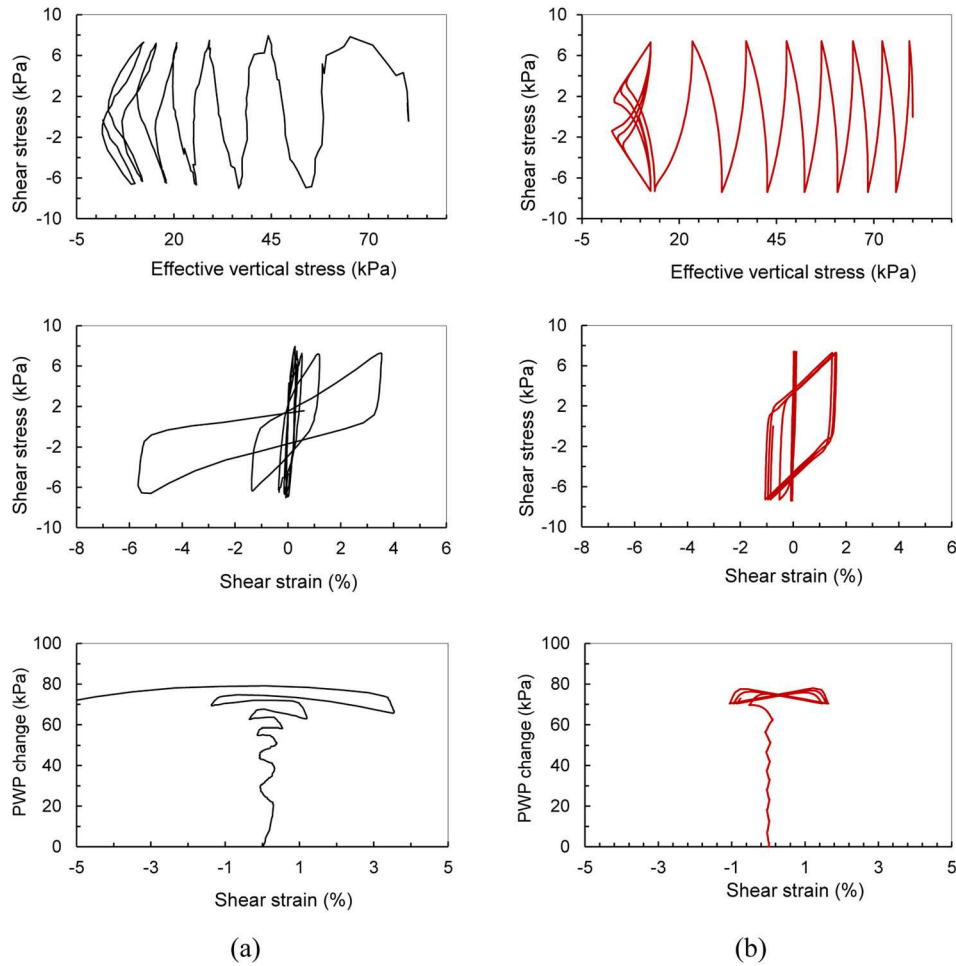 10
6
2
-2
-6
-10
Shear stress (kPa)
-5 20 45 70
Effective vertical stress (kPa)
10
6
2
-2
-6
-10
Shear stress (kPa)
-5 20 45 70
Effective vertical stress (kPa)
10
6
2
-2
-6
-10
Shear stress (kPa)
-8 -6 -4 -2 0 2 4 6
Shear strain (%)
10
6
2
-2
-6
-10
Shear stress (kPa)
-8 -6 -4 -2 0 2 4 6
Shear strain (%)
100
80
60
40
20
0
PWP change (kPa)
-5 -3 -1 1 3 5
Shear strain (%)
100
80
60
40
20
0
PWP change (kPa)
-5 -3 -1 1 3 5
Shear strain (%)
(a)
(b)